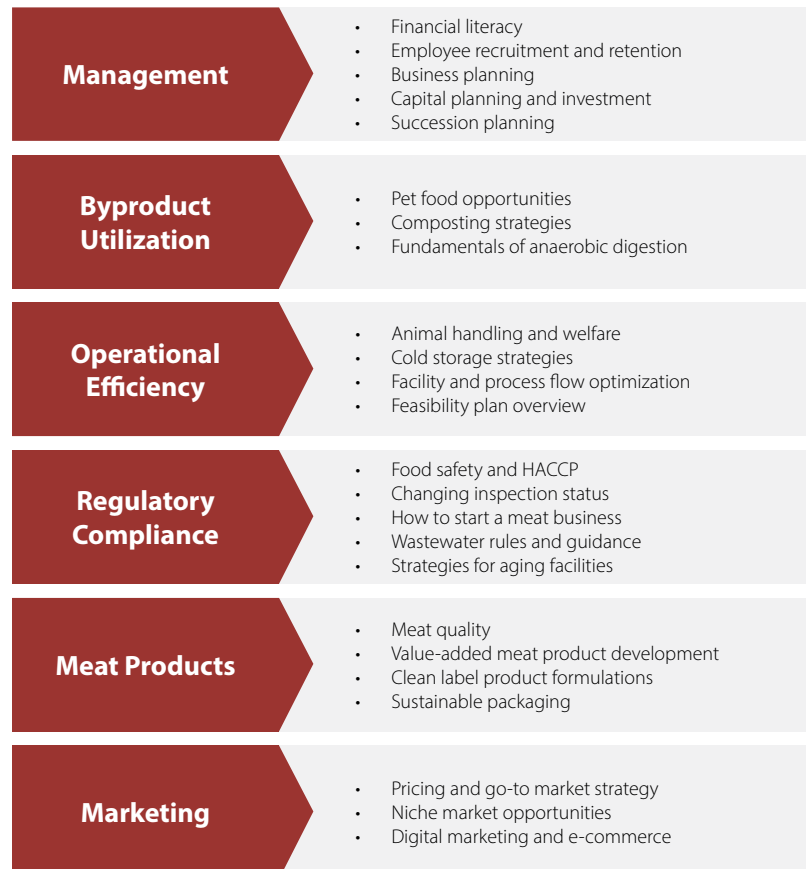 Management
• Financial literacy
• Employee recruitment and retention
• Business planning
• Capital planning and investment
• Succession planning
Byproduct
Utilization
• Pet food opportunities
• Composting strategies
• Fundamentals of anaerobic digestion
Operational
Efficiency
• Animal handling and welfare
• Cold storage strategies
• Facility and process flow optimization
• Feasibility plan overview
Regulatory
Compliance
• Food safety and HACCP
• Changing inspection status
• How to start a meat business
• Wastewater rules and guidance
• Strategies for aging facilities
Meat Products
• Meat quality
• Value-added meat product development
• Clean label product formulations
• Sustainable packaging
Marketing
• Pricing and go-to market strategy
• Niche market opportunities
• Digital marketing and e-commerce